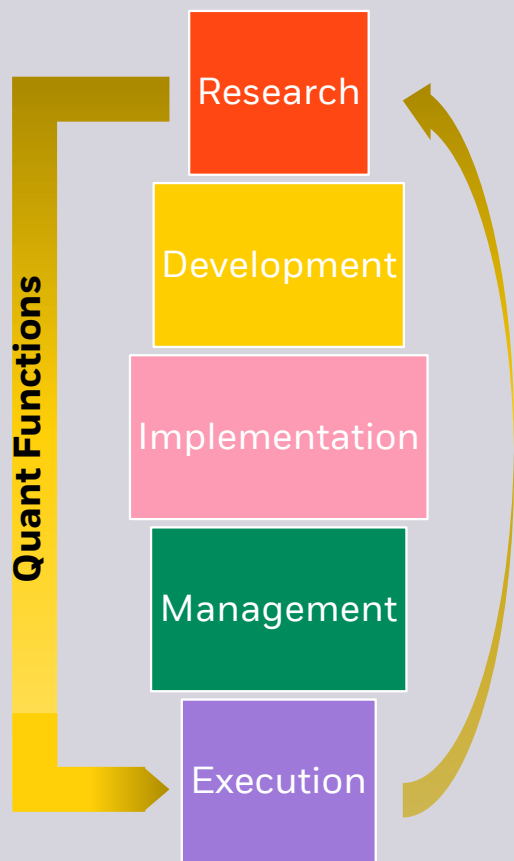 Research
Development
Implementation
Management
Execution
Quant Functions